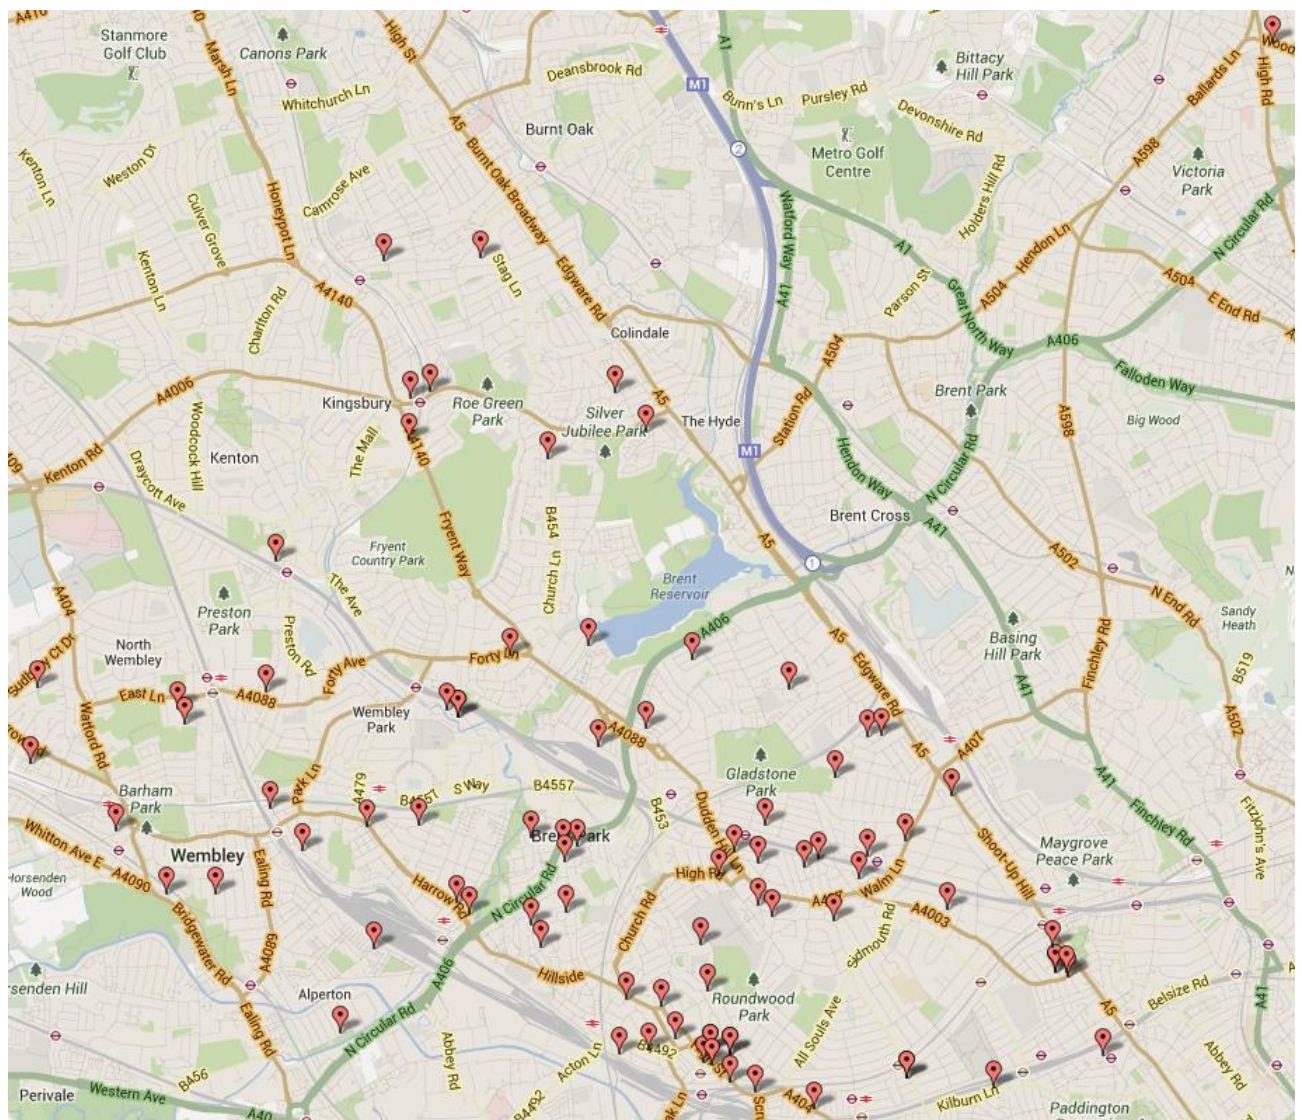 A410
Stanmore
Golf Club
Canons Park
Marsh Ln
High St
Deansbrook Rd
Whitchurch Ln
A1
M1
Bunn's Ln
Pursley Rd
Bittacy
Hill Park
Devonshire Rd
Ballards Ln
High Rd
A5
Burnt Oak
2
Metro Golf
Centre
A598
Victoria
Park
Kenton Ln
Weston Dr
Camrose Ave
Culver Grove
Honeypot Ln
Burnt Oak Broadway
Watford Way
Holders Hill Rd
N Circular Rd
Kenton Ln
Stag Ln
Edgware Rd
A1
Hendon Ln
A504
A504
E End Rd
Charlton Rd
A4140
A41
Parson St
Great North Way
Colindale
A504
A406
Falloden Way
A4006
Kingsbury
Roe Green
Park
Silver
Jubilee Park
A5
The Hyde
Station Rd
Brent Park
Big Wood
A598
Woodcock Hill
Kenton
The Mall
A4140
Kenton Rd
Draycott Ave
M1
Hendon Way
N Circular Rd
Brent Cross
A41
B454
Church Ln
Fryent Way
Fryent
Country Park
A5
1
A502
N End Rd
Brent
Reservoir
A404
Preston
Park
The Ave
Preston Rd
A406
Basing
Hill Park
Sandy
Heath
North
Wembley
Sudbury Ct Dr
Forty Ave
Forty Ln
A5
Edgware Rd
Finchley Rd
B519
East Ln
A4088
Watford Rd
Wembley
Park
A4088
A41
A502
A407
A5
Park Ln
A479
S Way
B4557
B4557
Gladstone
Park
Barham
Park
B453
Dudden Hill Ln
A41
Finchley Rd
Fitzjohn's Ave
Whitton Ave E
Wembley
Brent Park
Shoot-Up Hill
Maygrove
Peace Park
Horsenden
Wood
A4090
Ealing Rd
Harrow Rd
N Circular Rd
High Rd
A407
Walm Ln
A4003
Bridgewater Rd
A4089
Church Rd
Sidmouth Rd
A406
Hillside
Horsenden Hill
Alperton
Roundwood
Park
Belsize Rd
A41
A5
N Circular Rd
Ealing Rd
Abbey Rd
Acton Ln
B4492
All Souls Ave
Abbey Rd
Perivale
Western Ave
B456
A40
B4492
A404
Kilburn Ln
Paddington